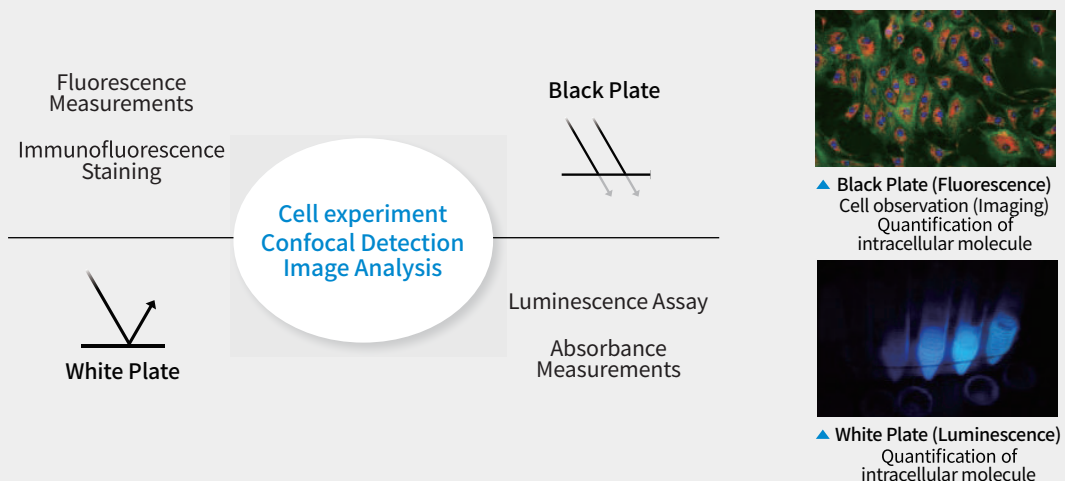 Fluorescence
Measurements
Immunofluorescence
Staining
Black Plate
Cell experiment
Confocal Detection
Image Analysis
White Plate
Luminescence Assay
Absorbance
Measurements
▲ Black Plate (Fluorescence)
Cell observation (Imaging)
Quantification of
intracellular molecule
▲ White Plate (Luminescence)
Quantification of
intracellular molecule